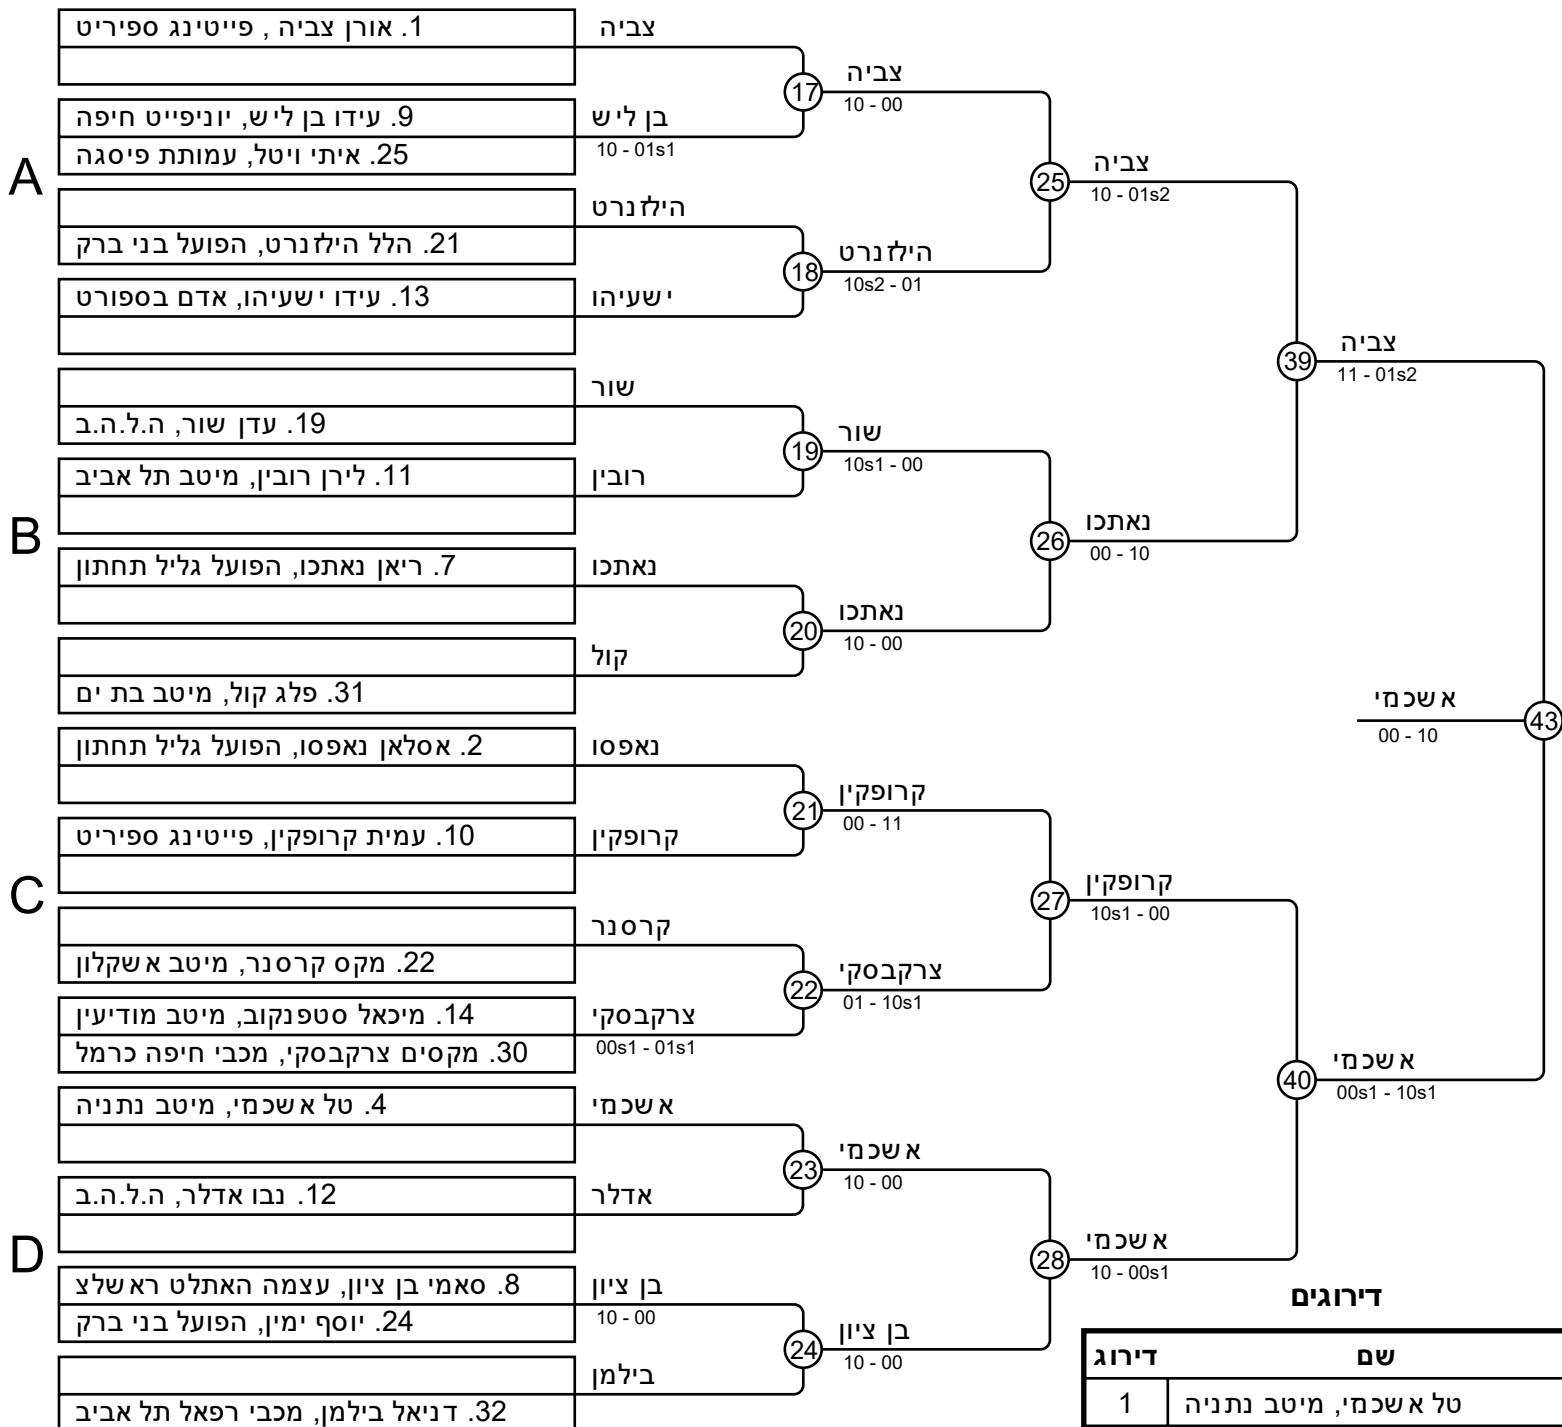 1. אורן צביה , פייטינג ספיריט
צביה
17
צביה
10 - 00
9. עידו בן ליש, יוניפייט חיפה
25. איתי ויטל, עמותת פיסגה
בן ליש
10 - 01s1
A
25
צביה
10 - 01s2
הילזנרט
21. הלל הילזנרט, הפועל בני ברק
18
הילזנרט
10s2 - 01
13. עידו ישעיהו, אדם בספורט
ישעיהו
39
צביה
11 - 01s2
שור
19. עדן שור, ה.ל.ה.ב
19
שור
10s1 - 00
11. לירן רובין, מיטב תל אביב
רובין
B
26
נאתכו
00 - 10
7. ריאן נאתכו, הפועל גליל תחתון
נאתכו
20
נאתכו
10 - 00
קול
31. פלג קול, מיטב בת ים
אשכנזי
00 - 10
43
2. אסלאן נאפסו, הפועל גליל תחתון
נאפסו
21
קרופקין
00 - 11
10. עמית קרופקין, פייטינג ספיריט
קרופקין
C
27
קרופקין
10s1 - 00
קרסנר
22. מקס קרסנר, מיטב אשקלון
22
צרקבסקי
01 - 10s1
14. מיכאל סטפנקוב, מיטב מודיעין
30. מקסים צרקבסקי, מכבי חיפה כרמל
צרקבסקי
00s1 - 01s1
40
אשכנזי
00s1 - 10s1
4. טל אשכנזי, מיטב נתניה
אשכנזי
23
אשכנזי
10 - 00
12. נבו אדלר, ה.ל.ה.ב
אדלר
D
28
אשכנזי
10 - 00s1
8. סאמי בן ציון, עצמה האתלט ראשלצ
24. יוסף ימין, הפועל בני ברק
בן ציון
10 - 00
24
בן ציון
10 - 00
בילמן
32. דניאל בילמן, מכבי רפאל תל אביב
דירוגים
דירוג שם
1 טל אשכנזי, מיטב נתניה